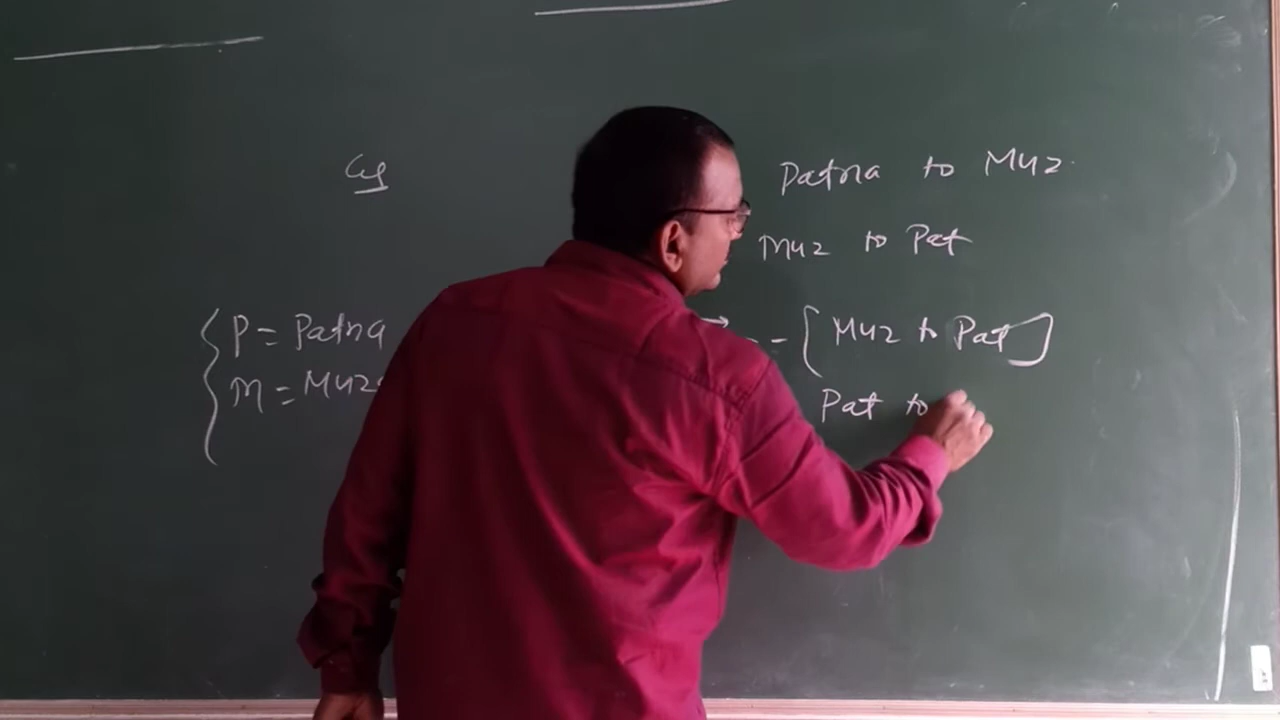 Eg
Patna to Muz
Muz to Pat
P = Patna
M = Muz
→ -- [Muz to Pat]
Pat to